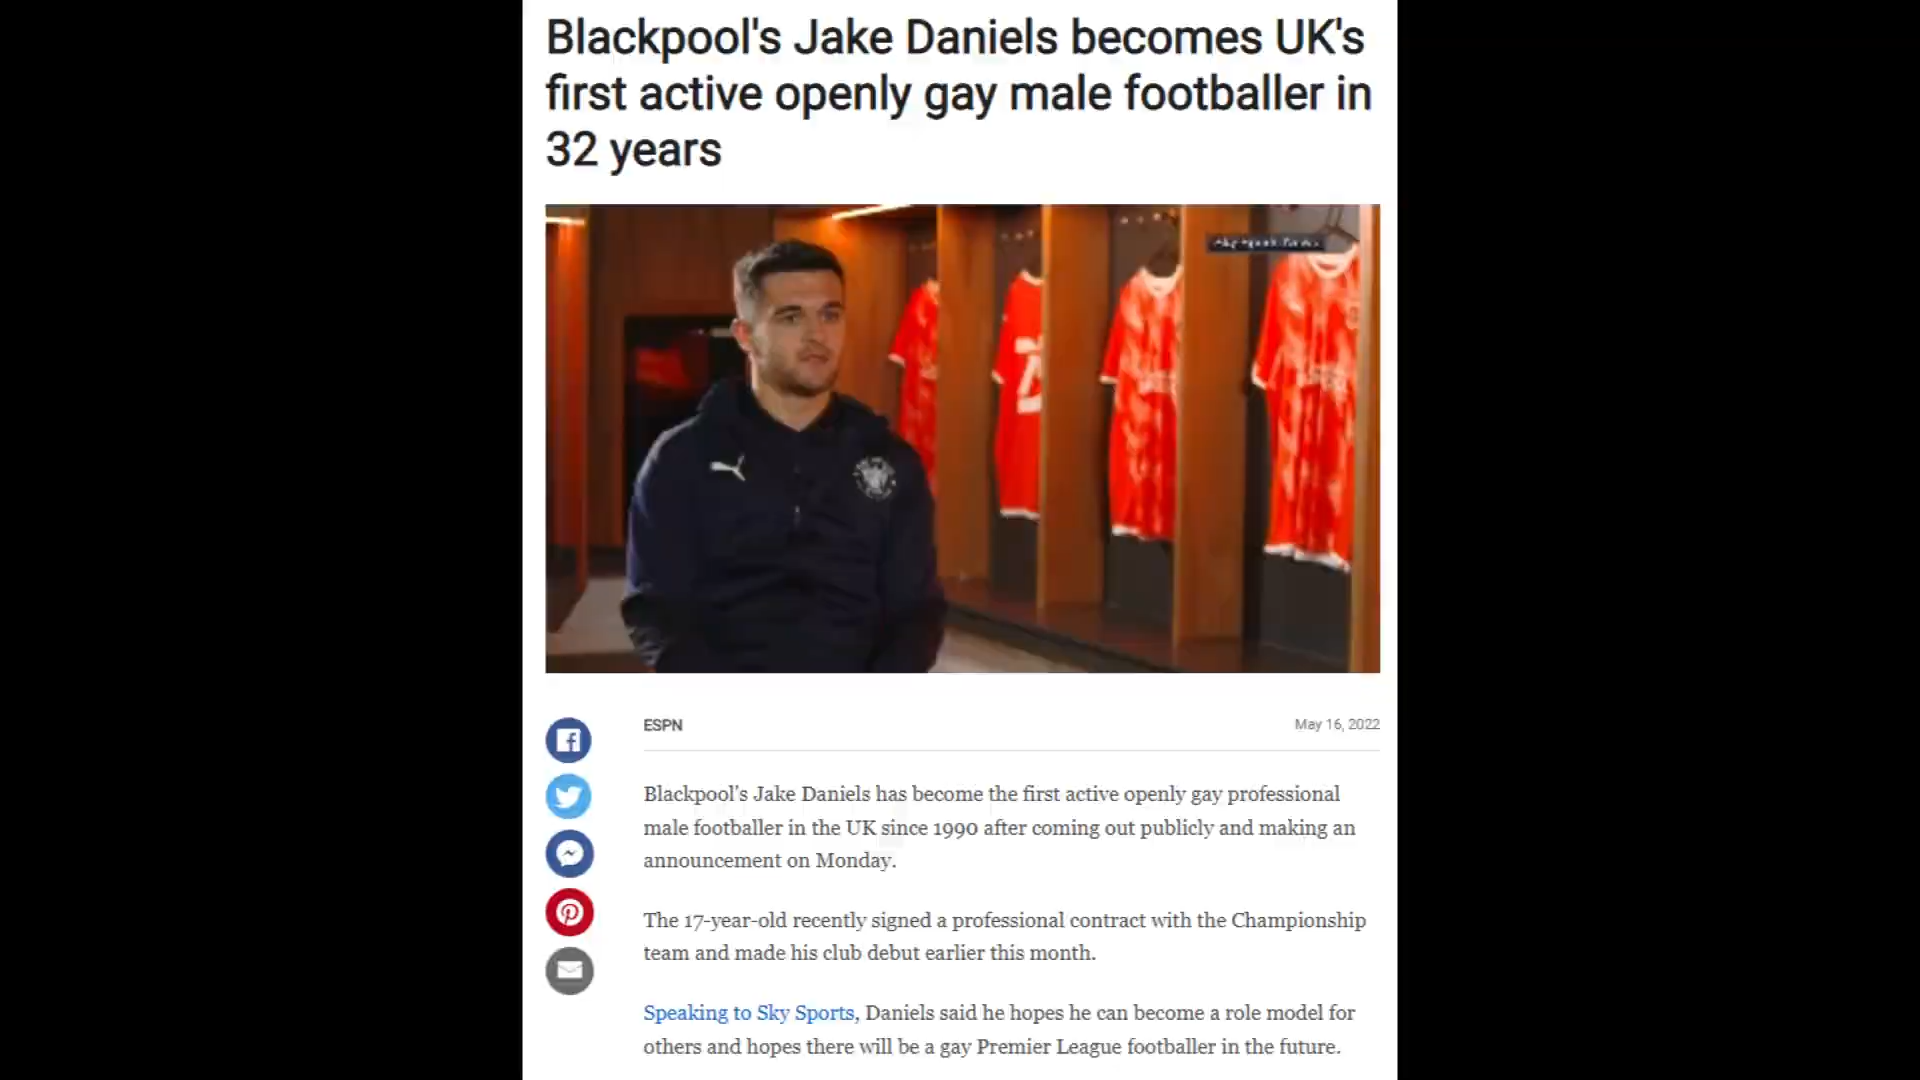 Blackpool's Jake Daniels becomes UK's
first active openly gay male footballer in
32 years
ESPN
May 16, 2022
Blackpool's Jake Daniels has become the first active openly gay professional
male footballer in the UK since 1990 after coming out publicly and making an
announcement on Monday.
The 17-year-old recently signed a professional contract with the Championship
team and made his club debut earlier this month.
Speaking to Sky Sports, Daniels said he hopes he can become a role model for
others and hopes there will be a gay Premier League footballer in the future.